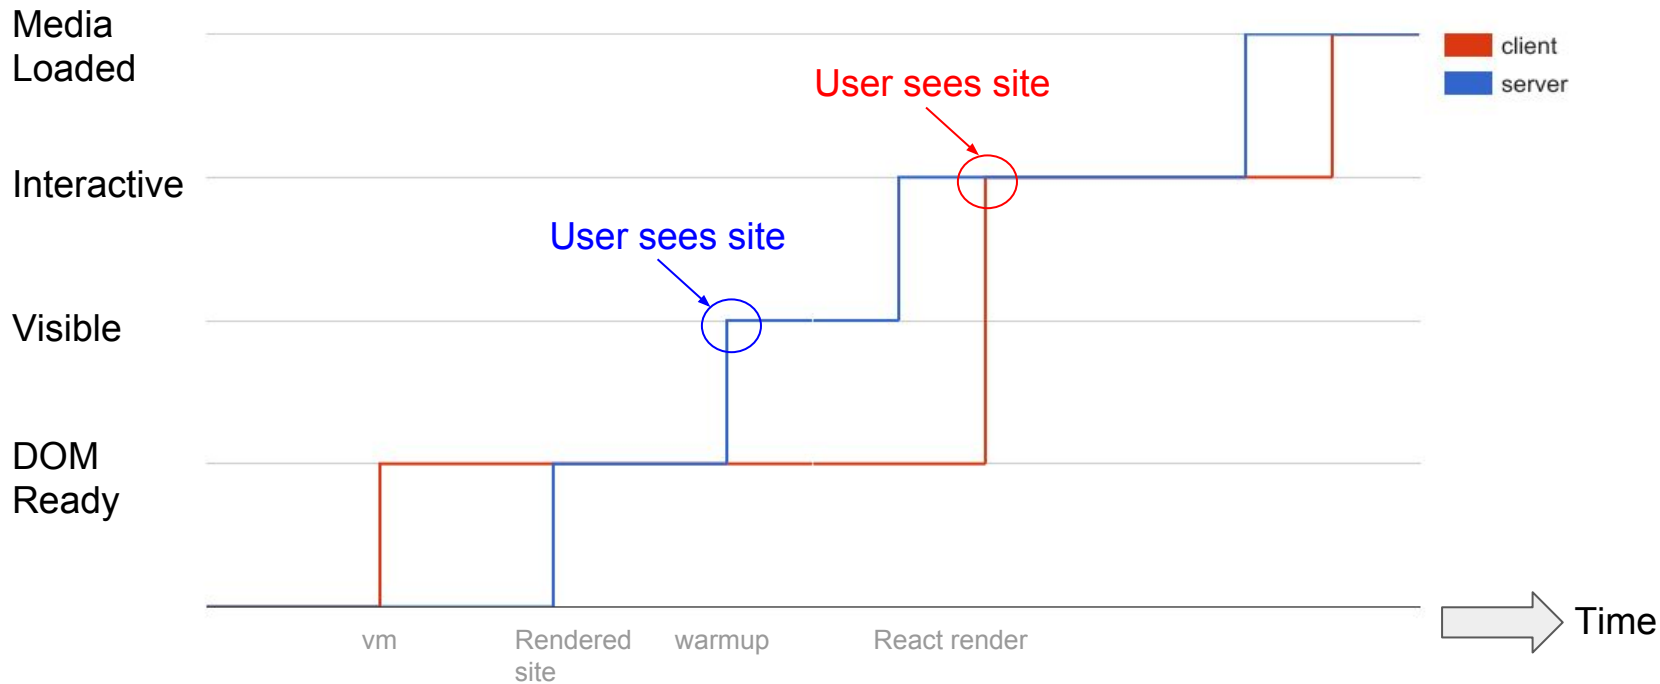 Media
Loaded
client
User sees site
server
Interactive
User sees site
Visible
DOM
Ready
Time
vm
Rendered
site
warmup
React render